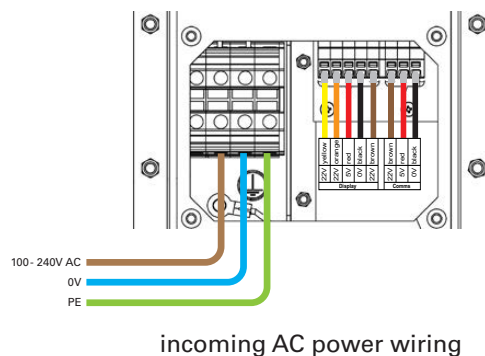 22V yellow
22V orange
5V red
0V black
22V brown
22V brown
5V red
0V black
Display
Comms
100-240V AC
0V
PE
incoming AC power wiring